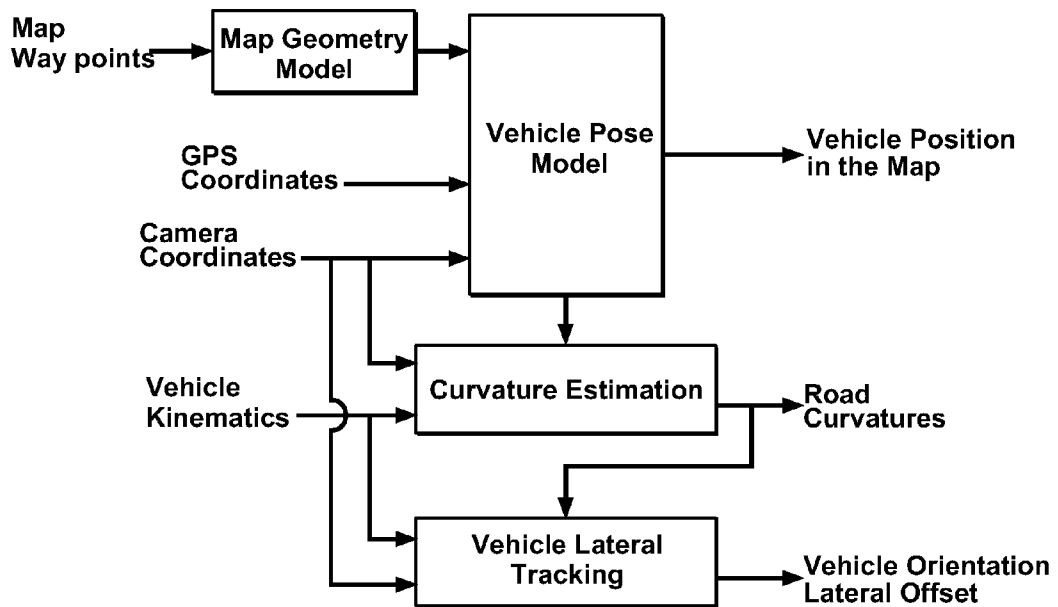 Map
Way points
Map Geometry
Model
Vehicle Pose
Model
Vehicle Position
in the Map
GPS
Coordinates
Camera
Coordinates
Vehicle
Kinematics
Curvature Estimation
Road
Curvatures
Vehicle Lateral
Tracking
Vehicle Orientation
Lateral Offset